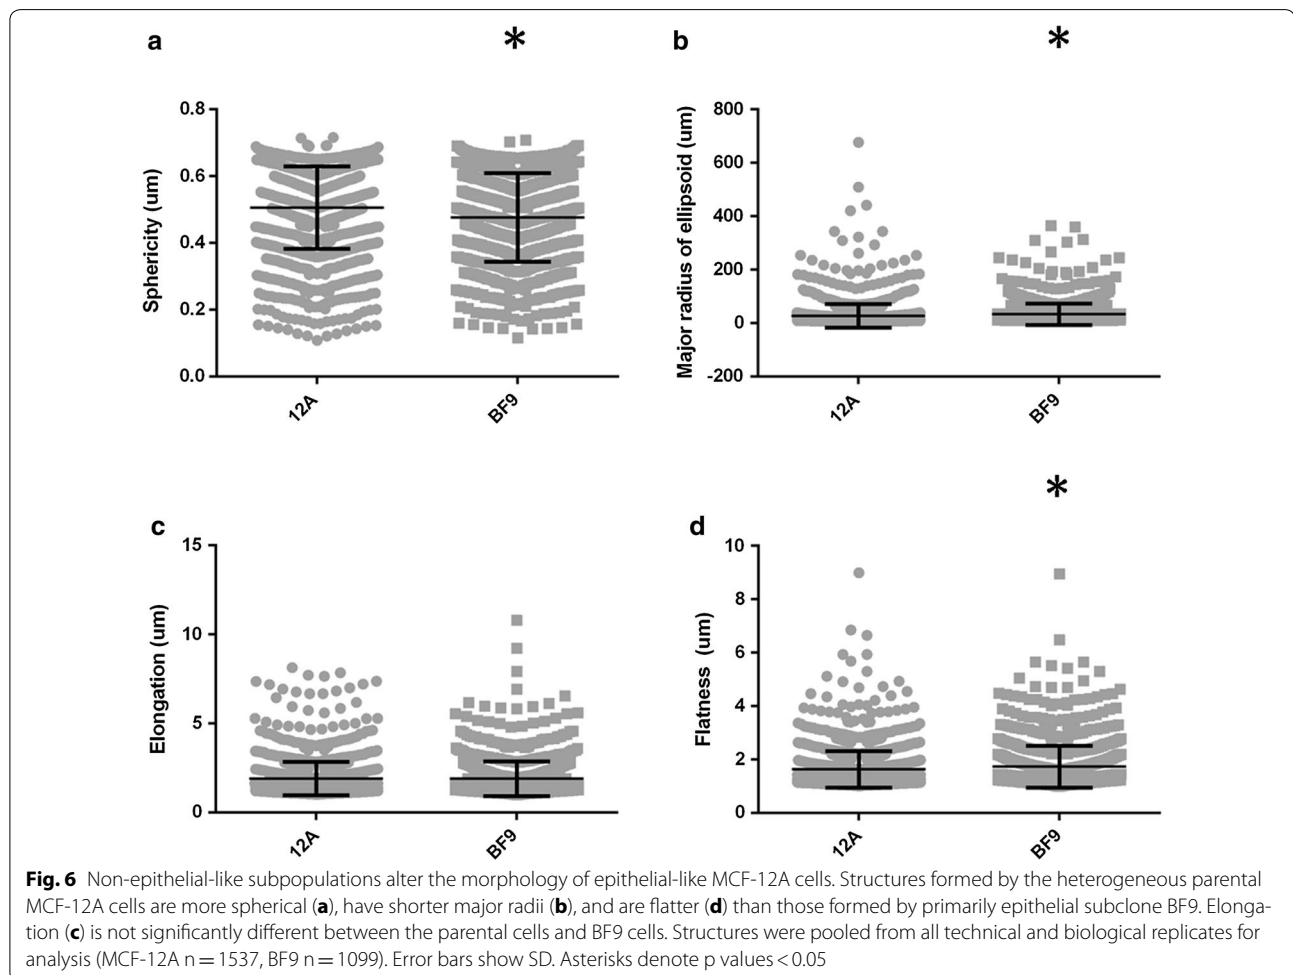 a
*
b
*
0.8
0.6
0.4
0.2
0.0
Sphericity (um)
12A
BF9
800
600
400
200
0
-200
Major radius of ellipsoid (um)
12A
BF9
c
d
*
15
10
5
0
Elongation (um)
12A
BF9
10
8
6
4
2
0
Flatness (um)
12A
BF9
Fig. 6 Non-epithelial-like subpopulations alter the morphology of epithelial-like MCF-12A cells. Structures formed by the heterogeneous parental
MCF-12A cells are more spherical (a), have shorter major radii (b), and are flatter (d) than those formed by primarily epithelial subclone BF9. Elonga-
tion (c) is not significantly different between the parental cells and BF9 cells. Structures were pooled from all technical and biological replicates for
analysis (MCF-12A n = 1537, BF9 n = 1099). Error bars show SD. Asterisks denote p values < 0.05